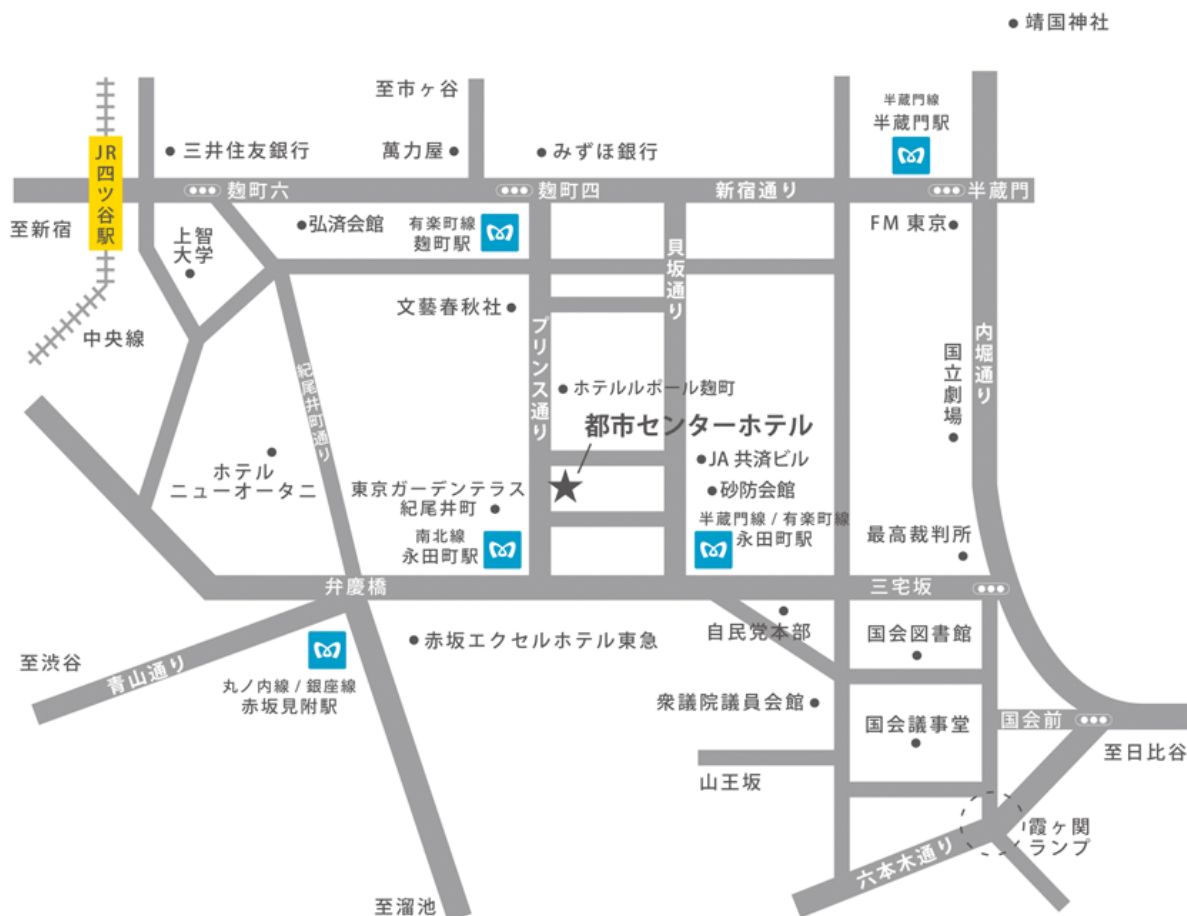 靖国神社
至市ヶ谷
半蔵門線
半蔵門駅
JR四ツ谷駅
三井住友銀行
萬力屋
みずほ銀行
麹町六
麹町四
新宿通り
半蔵門
至新宿
上智
大学
弘済会館
有楽町線
麹町駅
貝坂通り
FM 東京
中央線
文藝春秋社
プリンス通り
内堀通り
国立劇場
紀尾井町通り
ホテルルポール麹町
都市センターホテル
ホテル
ニューオータニ
東京ガーデンテラス
紀尾井町
JA 共済ビル
砂防会館
南北線
永田町駅
半蔵門線 / 有楽町線
永田町駅
最高裁判所
弁慶橋
三宅坂
至渋谷
青山通り
丸ノ内線 / 銀座線
赤坂見附駅
赤坂エクセルホテル東急
自民党本部
国会図書館
衆議院議員会館
国会議事堂
国会前
至日比谷
山王坂
霞ヶ関
ランプ
六本木通り
至溜池